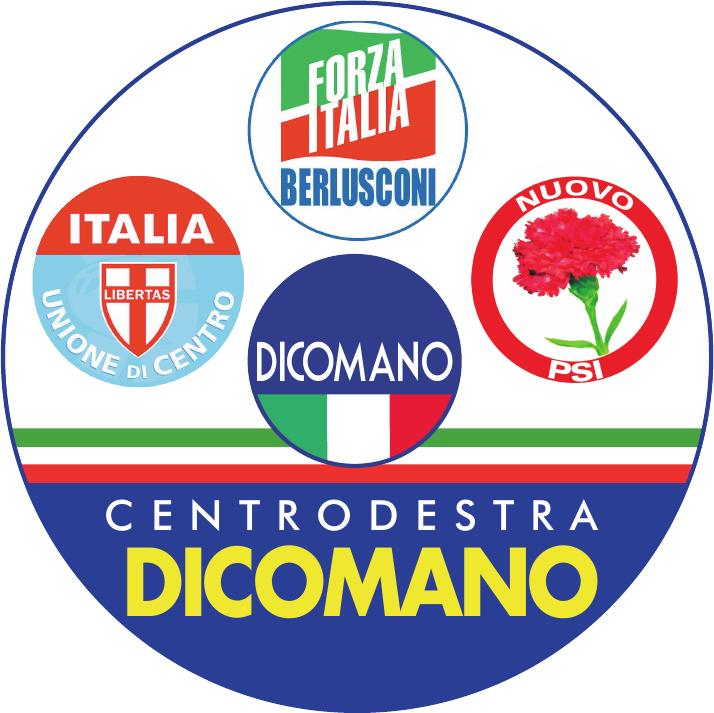 FORZA
ITALIA
BERLUSCONI
ITALIA
LIBERTAS
UNIONE DI CENTRO
NUOVO
PSI
DICOMANO
CENTRODESTRA
DICOMANO